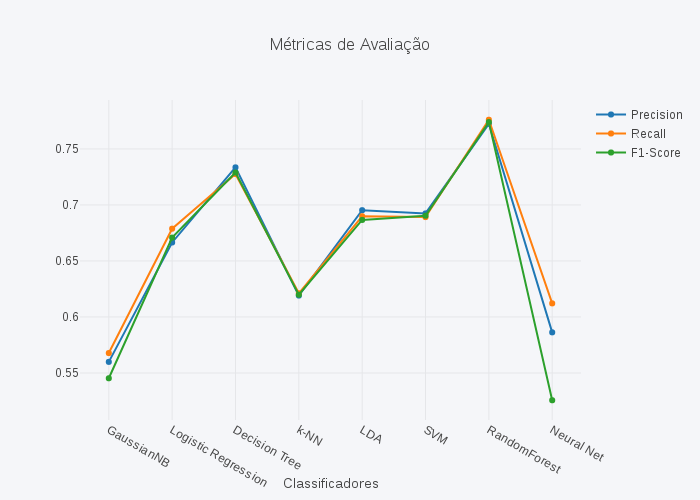 Métricas de Avaliação
Precision
Recall
F1-Score
0.75
0.7
0.65
0.6
0.55
GaussianNB
Logistic Regression
Decision Tree
k-NN
LDA
SVM
RandomForest
Neural Net
Classificadores